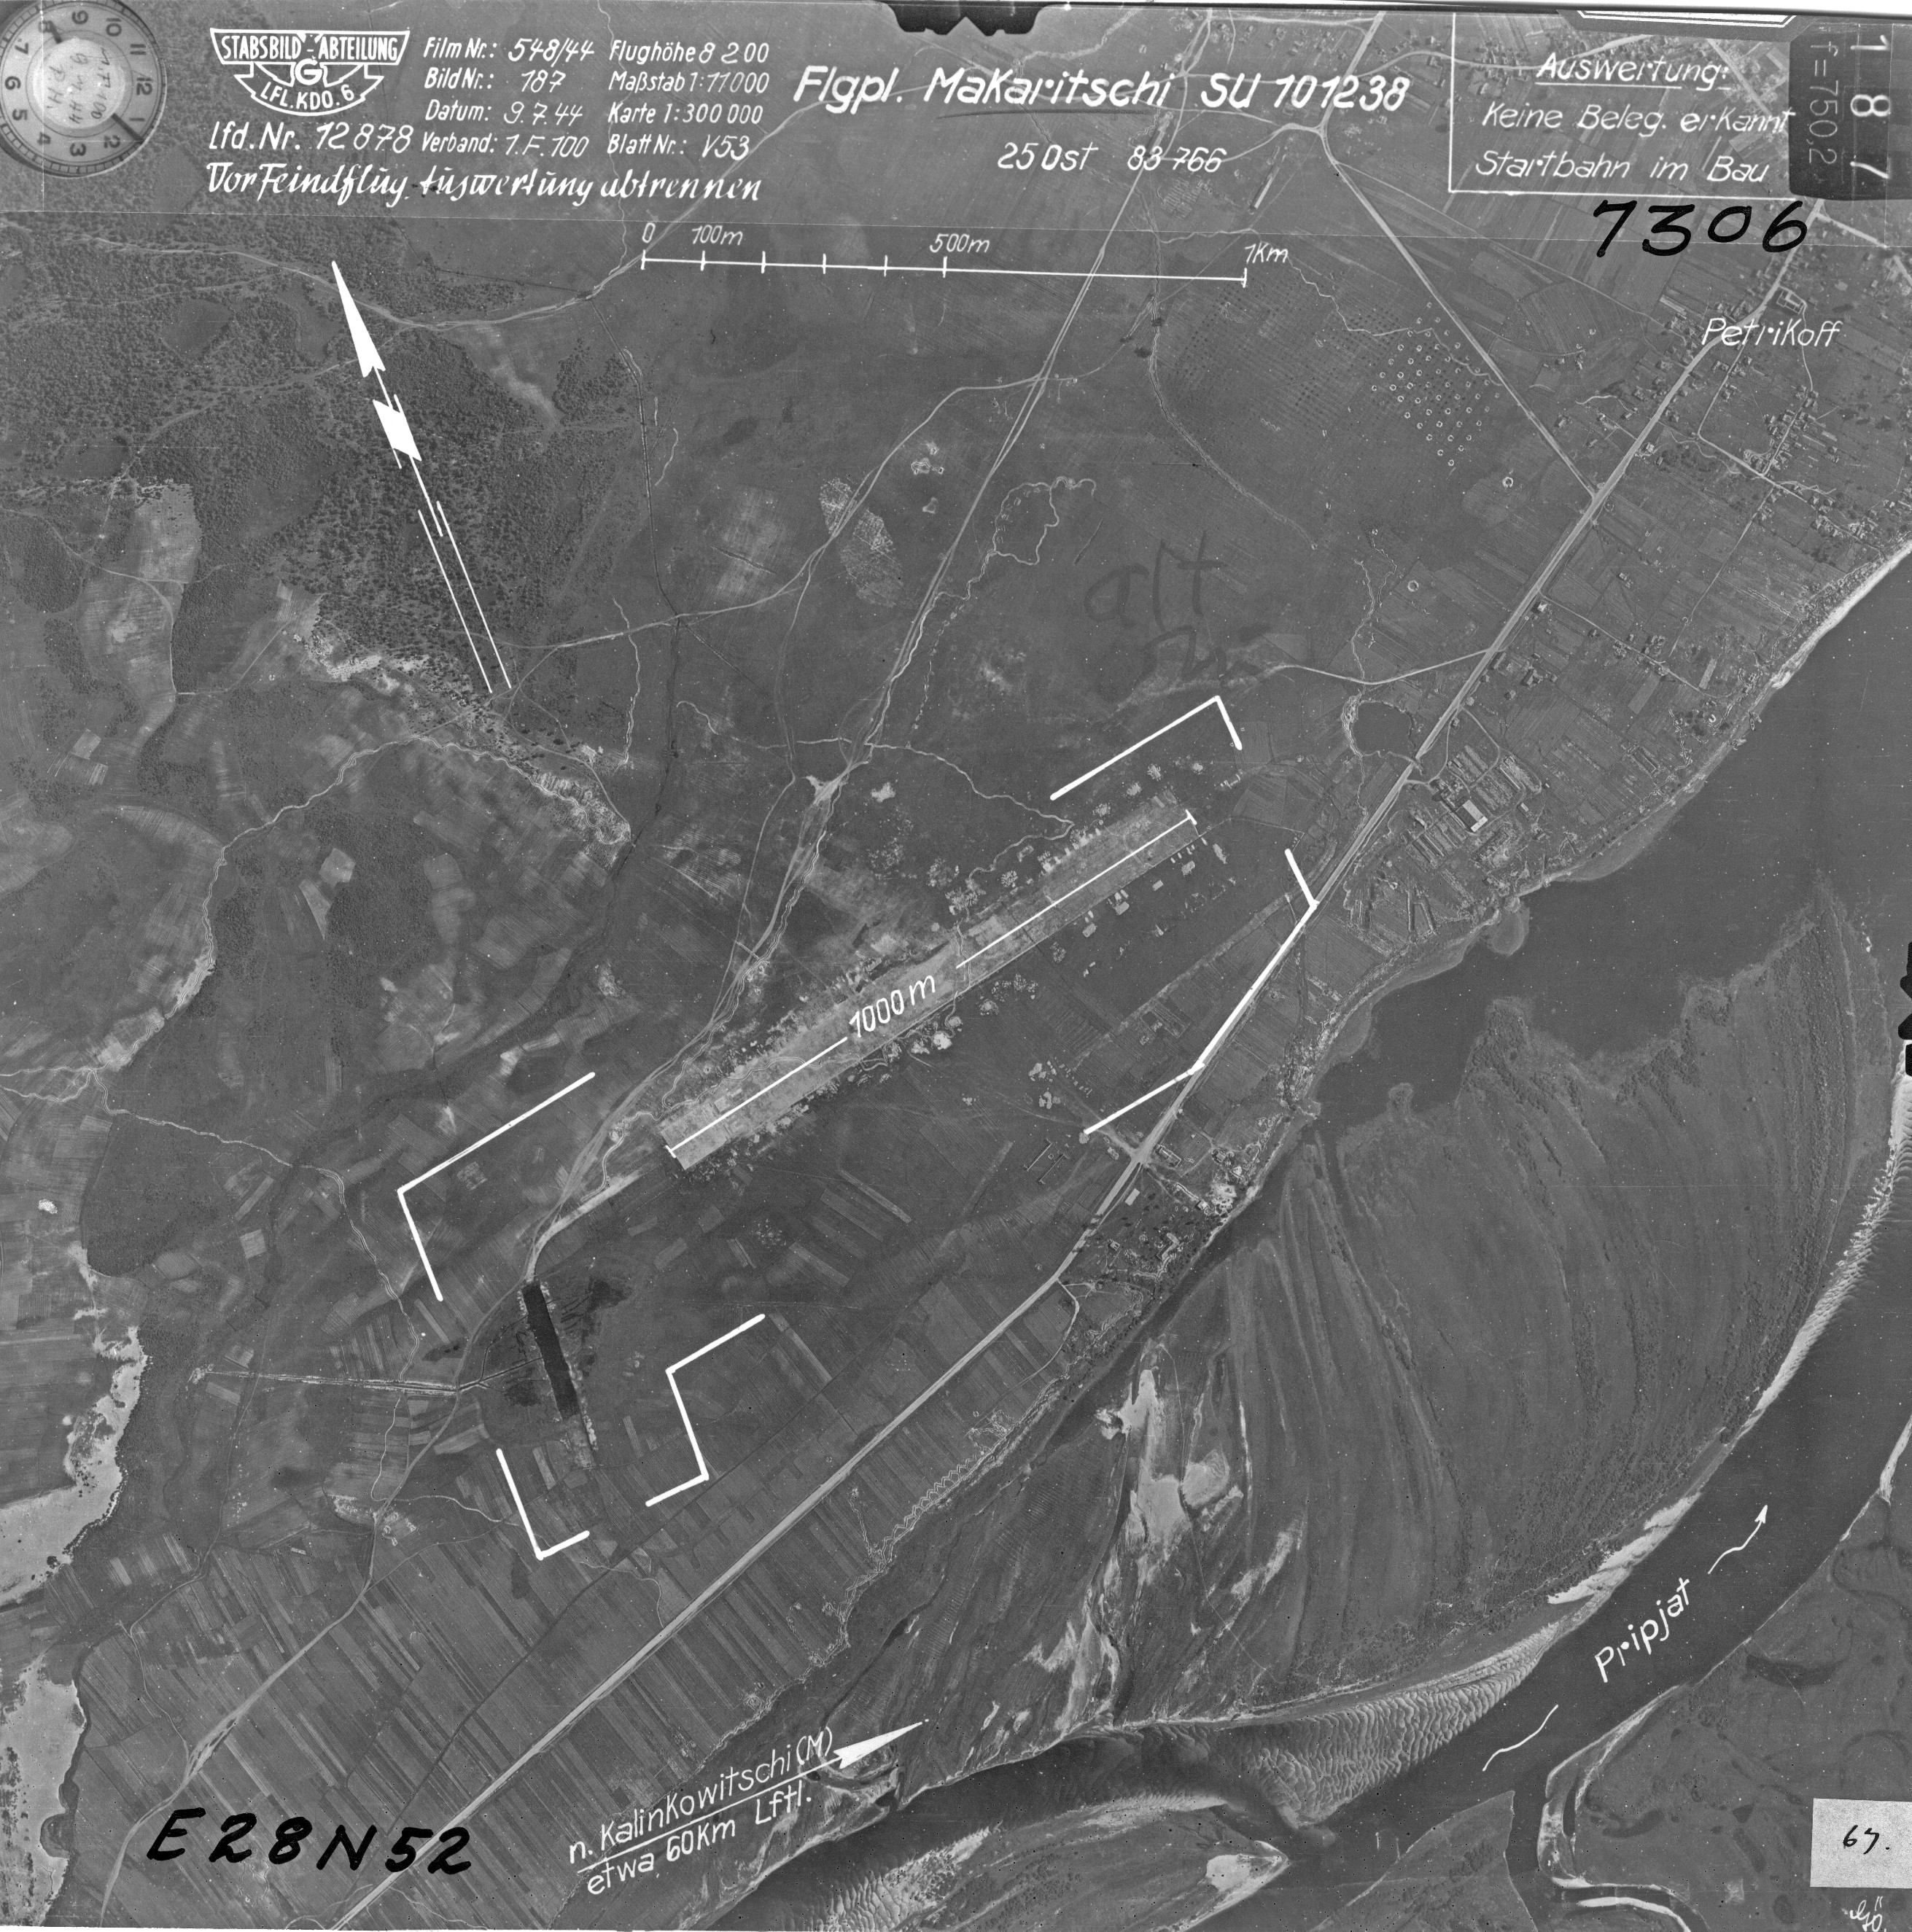 STABSBILD-ABTEILUNG
G
LFL.KDO.6
Film Nr.: 548/44 Flughöhe 8200
Bild Nr.: 187 Maßstab 1:11000
Datum: 9.7.44 Karte 1:300 000
Lfd.Nr. 12878 Verband: 1.F.100 Blatt Nr.: V53
Vor Feindflug Auswertung abtrennen
Flgpl. Makaritschi SU 101238
25 Ost 83 766
Auswertung:
Keine Beleg. erkannt
Startbahn im Bau
187
f=750,2
7306
0 100m 500m 1Km
Petrikoff
alt
1000 m
Pripjat
n. Kalinkowitschi (M)
etwa 60Km Lftl.
E28N52